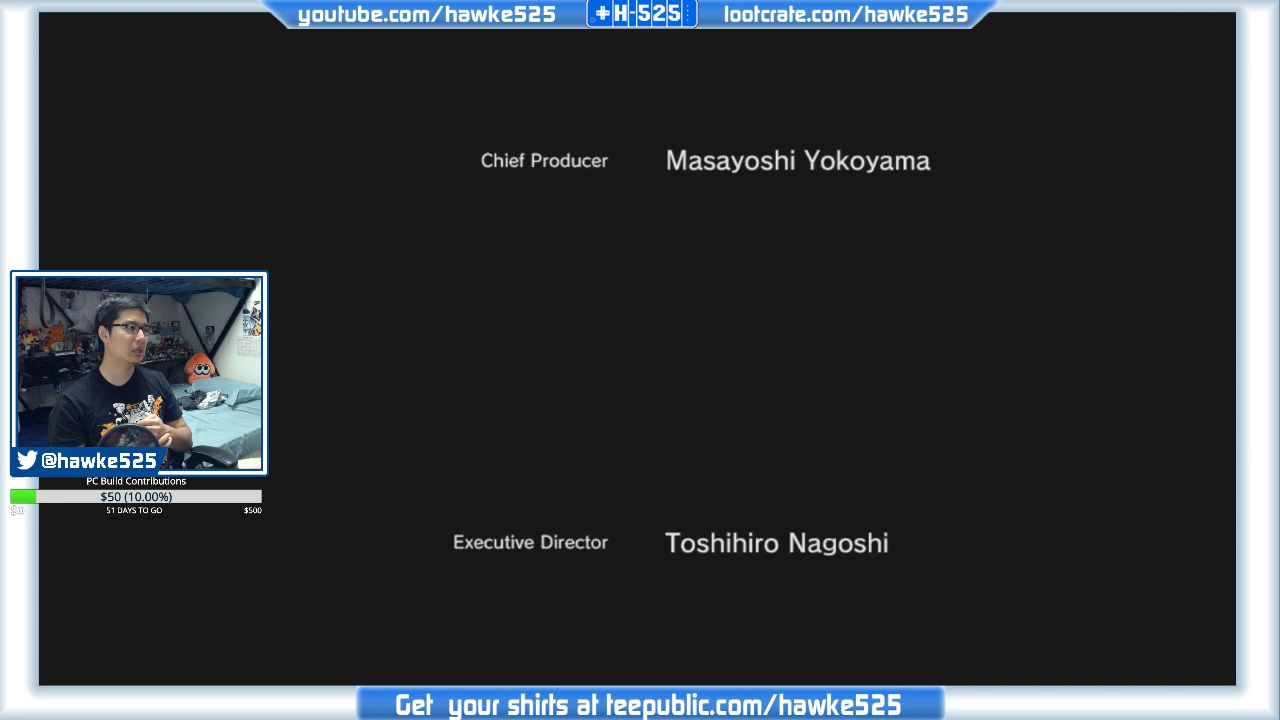 youtube.com/hawke525
H-525
lootcrate.com/hawke525
Chief Producer Masayoshi Yokoyama
@hawke525
PC Build Contributions
$50 (10.00%)
$0 51 DAYS TO GO $500
Executive Director Toshihiro Nagoshi
Get your shirts at teepublic.com/hawke525